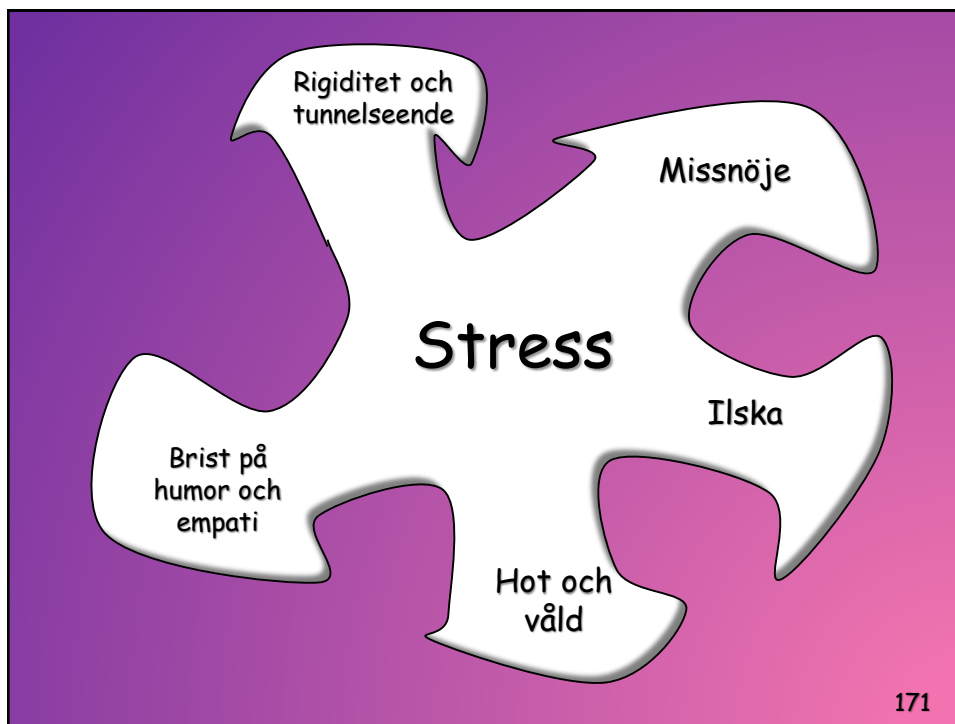 Rigiditet och
tunnelseende
Missnöje
Stress
Ilska
Brist på
humor och
empati
Hot och
våld
171